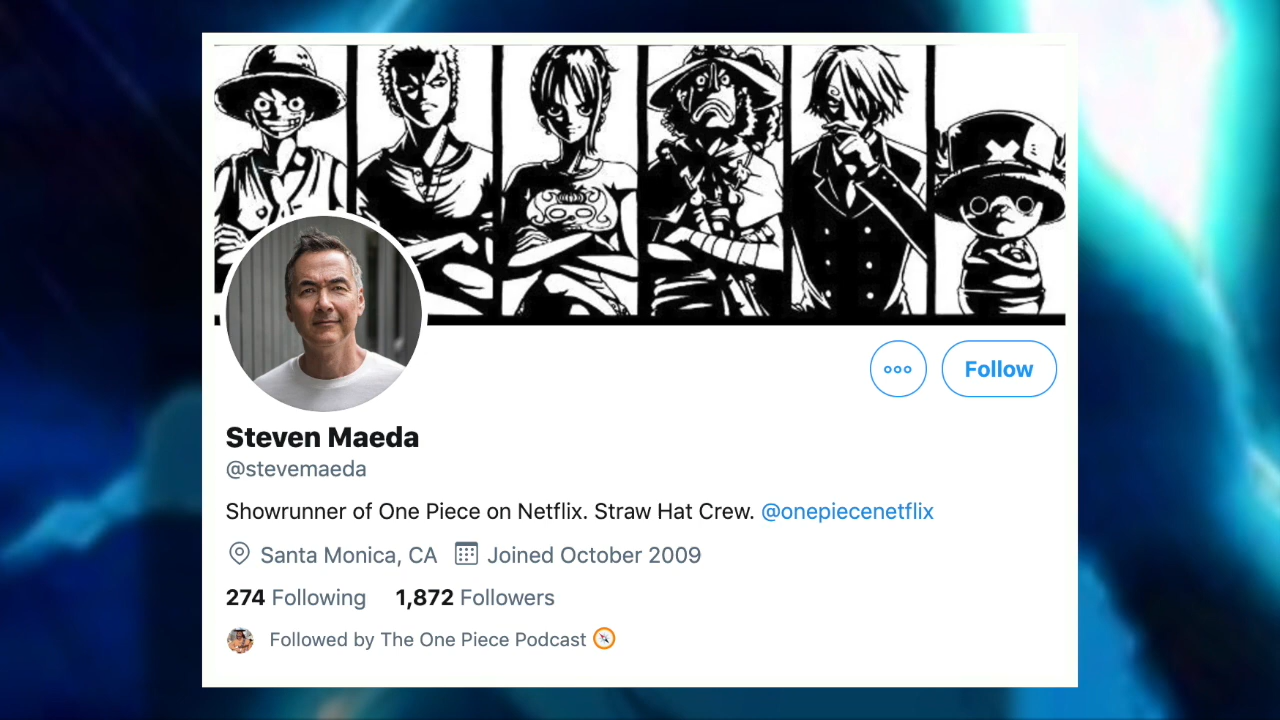 Follow
Steven Maeda
@stevemaeda
Showrunner of One Piece on Netflix. Straw Hat Crew. @onepiecenetflix
Santa Monica, CA Joined October 2009
274 Following 1,872 Followers
Followed by The One Piece Podcast